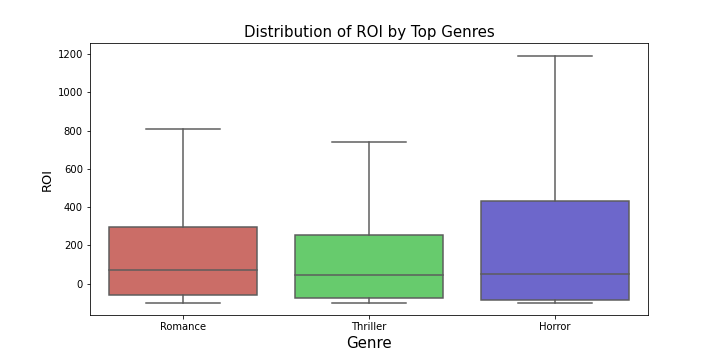 Distribution of ROI by Top Genres
1200
1000
800
600
400
200
0
ROI
Romance
Thriller
Horror
Genre